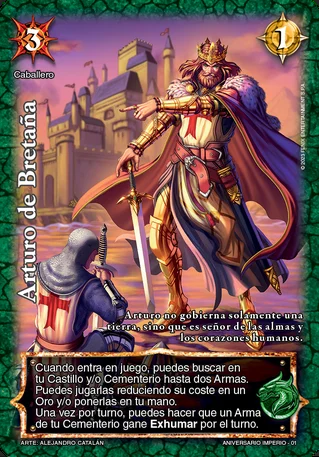 3
1
Caballero
Arturo de Bretaña
© 2023 FENIX ENTERTAINMENT S.P.A.
Arturo no gobierna solamente una
tierra, sino que es señor de las almas y
los corazones humanos.
Cuando entra en juego, puedes buscar en
tu Castillo y/o Cementerio hasta dos Armas.
Puedes jugarlas reduciendo su coste en un
Oro y/o ponerlas en tu mano.
Una vez por turno, puedes hacer que un Arma
de tu Cementerio gane Exhumar por el turno.
ARTE: ALEJANDRO CATALÁN
ANIVERSARIO IMPERIO - 01